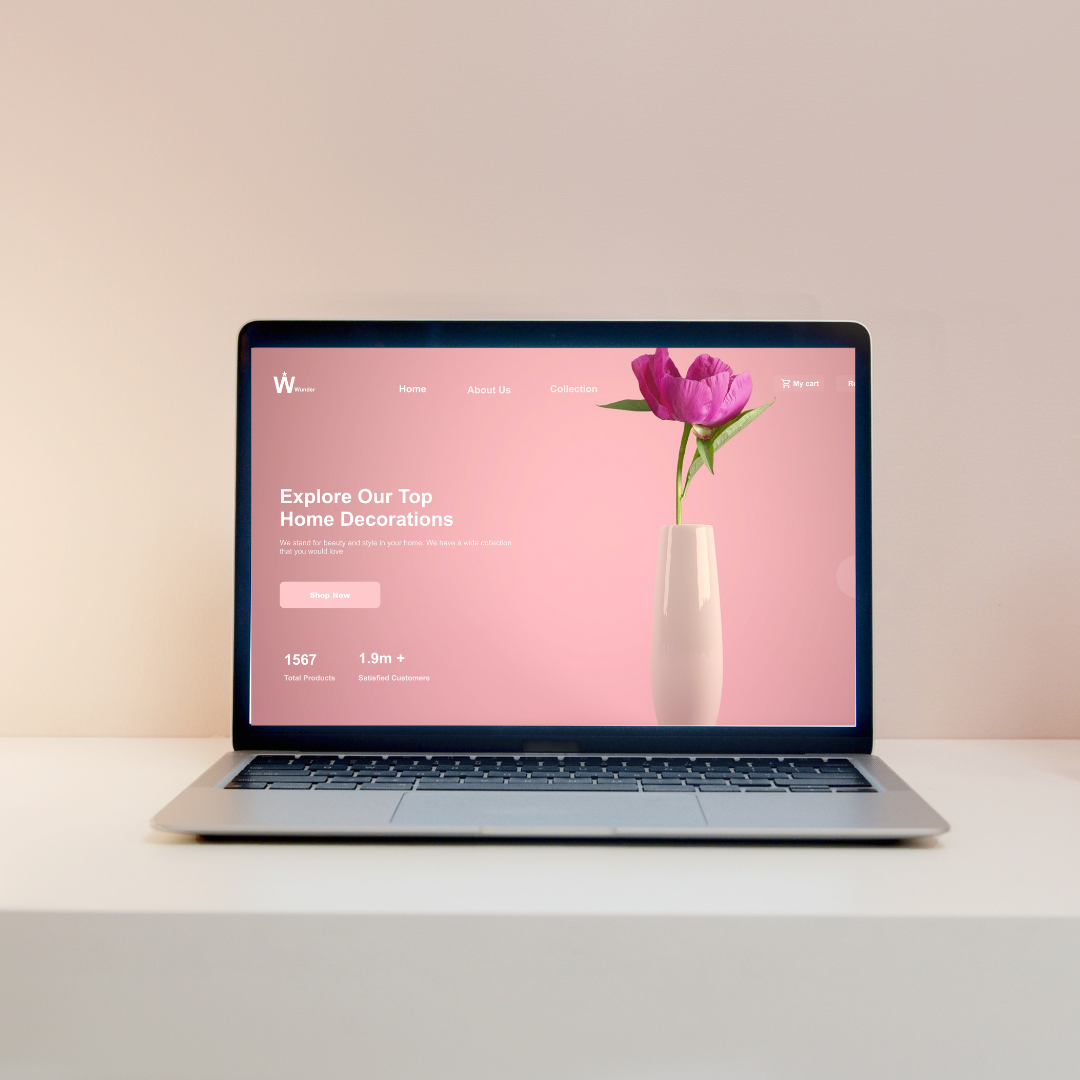 W Wunder
Home
About Us
Collection
My cart
Re
Explore Our Top
Home Decorations
We stand for beauty and style in your home. We have a wide collection
that you would love
Shop Now
1567
1.9m +
Total Products
Satisfied Customers